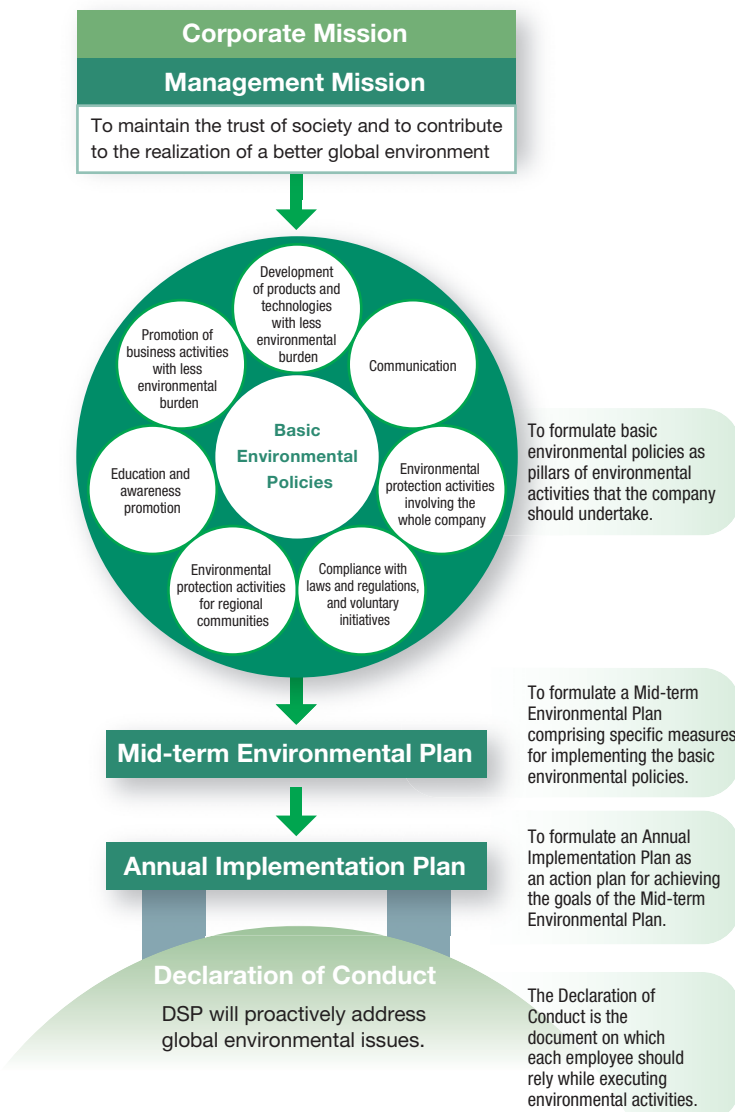 Corporate Mission
Management Mission
To maintain the trust of society and to contribute
to the realization of a better global environment
Development
of products and
technologies
with less
environmental
burden
Promotion of
business activities
with less
environmental
burden
Communication
Basic
Environmental
Policies
Education and
awareness
promotion
Environmental
protection activities
involving the
whole company
Environmental
protection activities
for regional
communities
Compliance with
laws and regulations,
and voluntary
initiatives
To formulate basic
environmental policies as
pillars of environmental
activities that the company
should undertake.
Mid-term Environmental Plan
To formulate a Mid-term
Environmental Plan
comprising specific measures
for implementing the basic
environmental policies.
Annual Implementation Plan
To formulate an Annual
Implementation Plan as
an action plan for achieving
the goals of the Mid-term
Environmental Plan.
Declaration of Conduct
DSP will proactively address
global environmental issues.
The Declaration of
Conduct is the
document on which
each employee should
rely while executing
environmental activities.